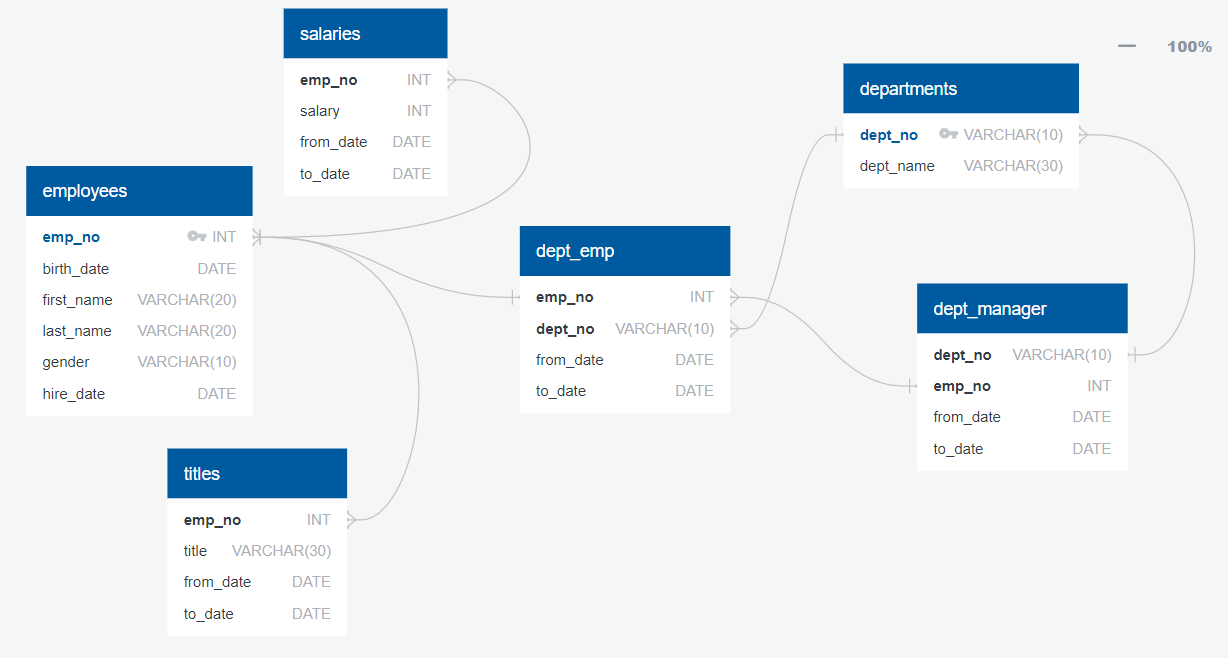 salaries
emp_no INT
salary INT
from_date DATE
to_date DATE
100%
departments
dept_no VARCHAR(10)
dept_name VARCHAR(30)
employees
emp_no INT
birth_date DATE
first_name VARCHAR(20)
last_name VARCHAR(20)
gender VARCHAR(10)
hire_date DATE
dept_emp
emp_no INT
dept_no VARCHAR(10)
from_date DATE
to_date DATE
dept_manager
dept_no VARCHAR(10)
emp_no INT
from_date DATE
to_date DATE
titles
emp_no INT
title VARCHAR(30)
from_date DATE
to_date DATE